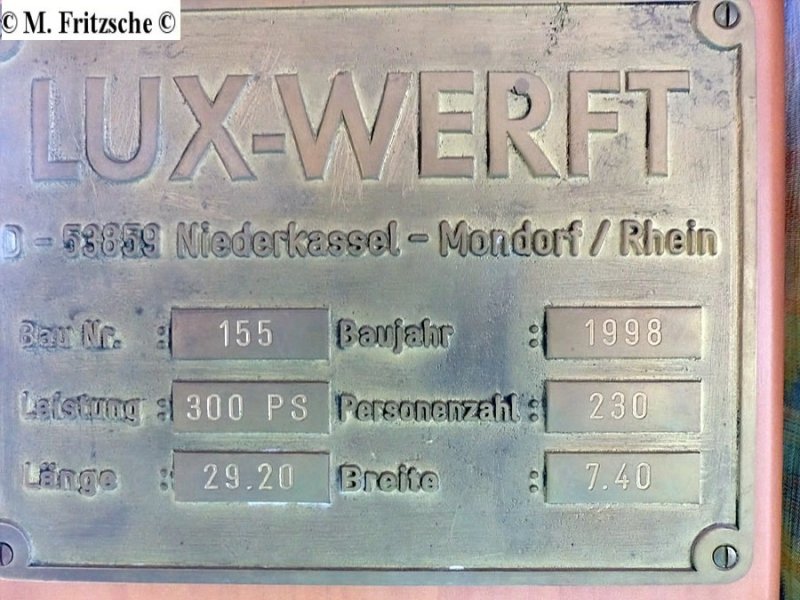 © M. Fritzsche ©
LUX-WERFT
D - 53859 Niederkassel - Mondorf / Rhein
Bau Nr. : 155 Baujahr : 1998
Leistung : 300 PS Personenzahl : 230
Länge : 29.20 Breite : 7.40